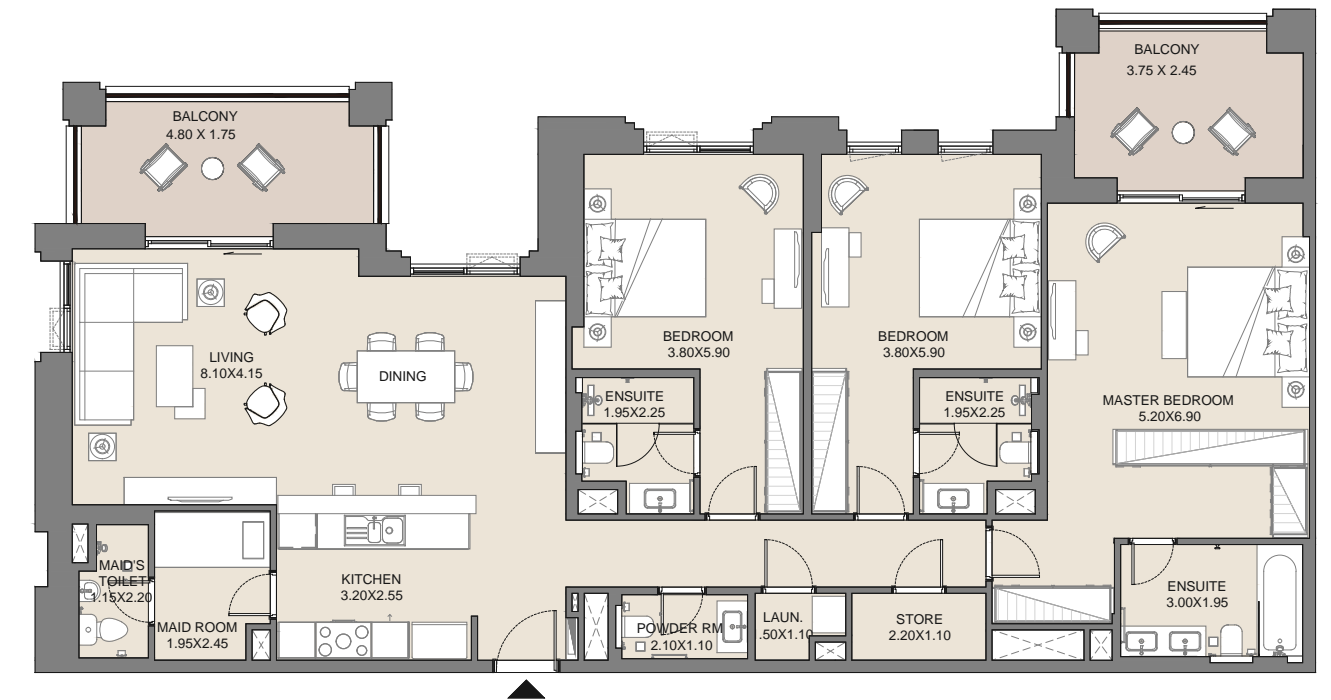 BALCONY
3.75 X 2.45
BALCONY
4.80 X 1.75
BEDROOM
3.80X5.90
BEDROOM
3.80X5.90
LIVING
8.10X4.15
DINING
ENSUITE
1.95X2.25
ENSUITE
1.95X2.25
MASTER BEDROOM
5.20X6.90
MAID'S
TOILET
1.15X2.20
KITCHEN
3.20X2.55
MAID ROOM
1.95X2.45
POWDER RM
2.10X1.10
LAUN.
.50X1.10
STORE
2.20X1.10
ENSUITE
3.00X1.95